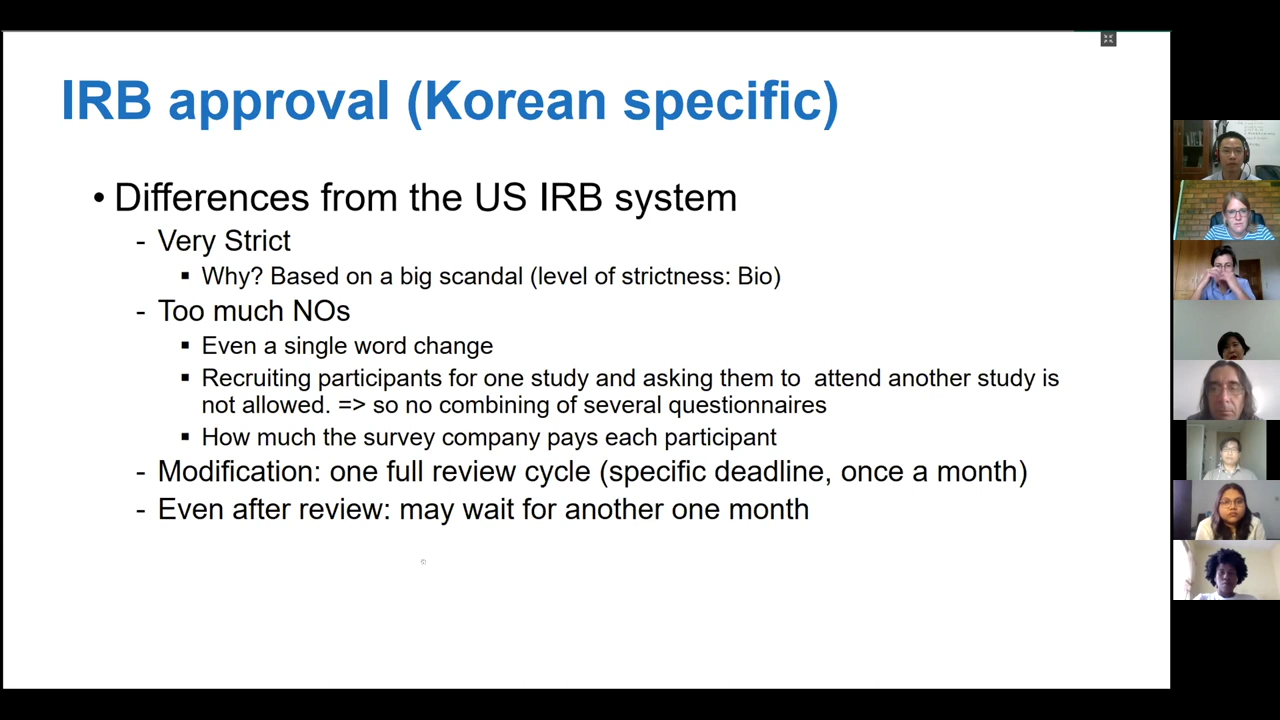 IRB approval (Korean specific)
• Differences from the US IRB system
- Very Strict
▪ Why? Based on a big scandal (level of strictness: Bio)
- Too much NOs
▪ Even a single word change
▪ Recruiting participants for one study and asking them to attend another study is
not allowed. => so no combining of several questionnaires
▪ How much the survey company pays each participant
- Modification: one full review cycle (specific deadline, once a month)
- Even after review: may wait for another one month